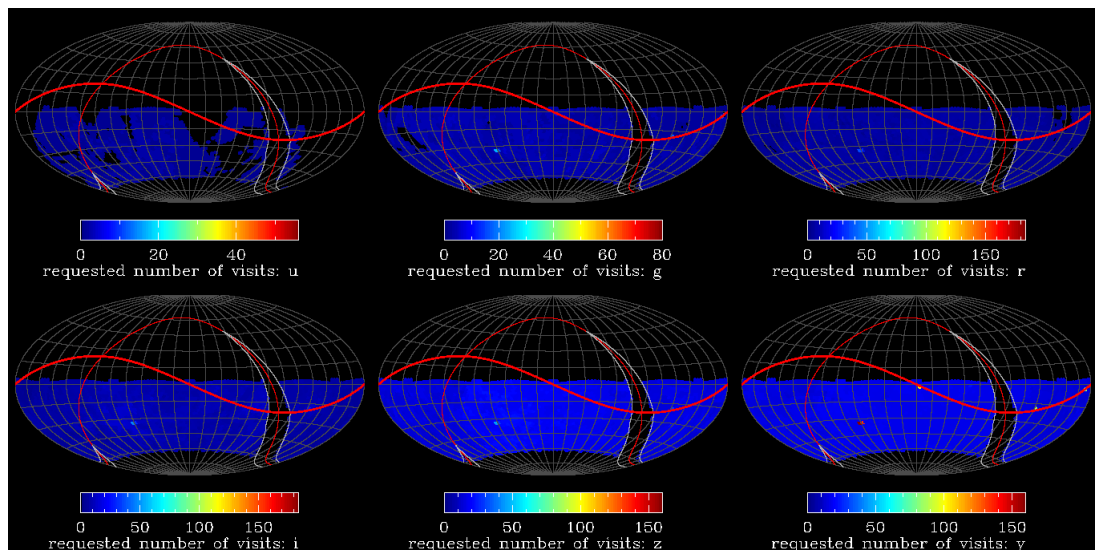 0 20 40
requested number of visits: u
0 20 40 60 80
requested number of visits: g
0 50 100 150
requested number of visits: r
0 50 100 150
requested number of visits: i
0 50 100 150
requested number of visits: z
0 50 100 150
requested number of visits: y